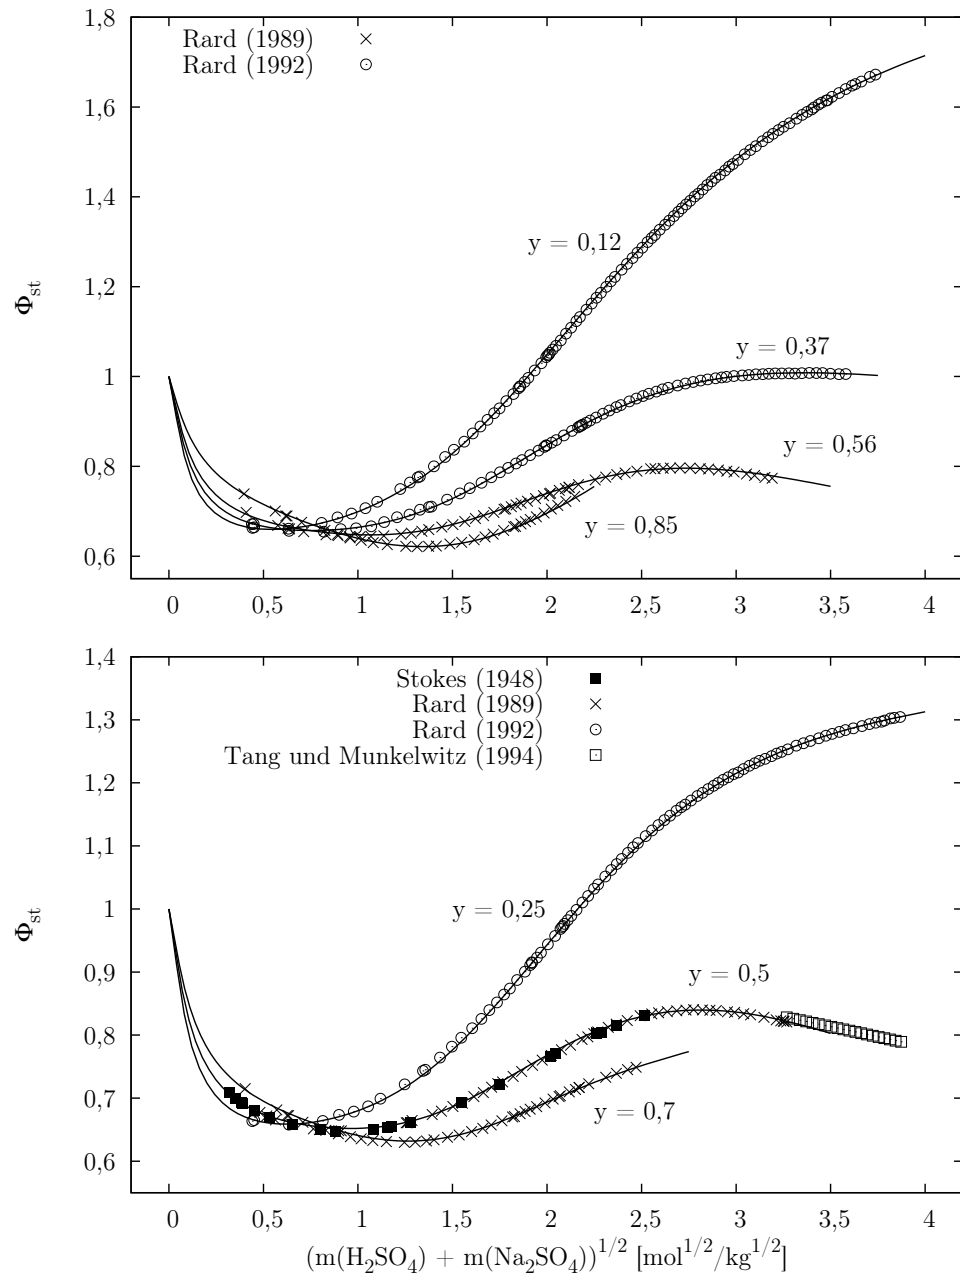 1,8
1,6
1,4
1,2
1
0,8
0,6
Φst
Rard (1989)
Rard (1992)
y = 0,12
y = 0,37
y = 0,56
y = 0,85
0 0,5 1 1,5 2 2,5 3 3,5 4
1,4
1,3
1,2
1,1
1
0,9
0,8
0,7
0,6
Φst
Stokes (1948)
Rard (1989)
Rard (1992)
Tang und Munkelwitz (1994)
y = 0,25
y = 0,5
y = 0,7
0 0,5 1 1,5 2 2,5 3 3,5 4
(m(H₂SO₄) + m(Na₂SO₄))^1/2 [mol^1/2/kg^1/2]